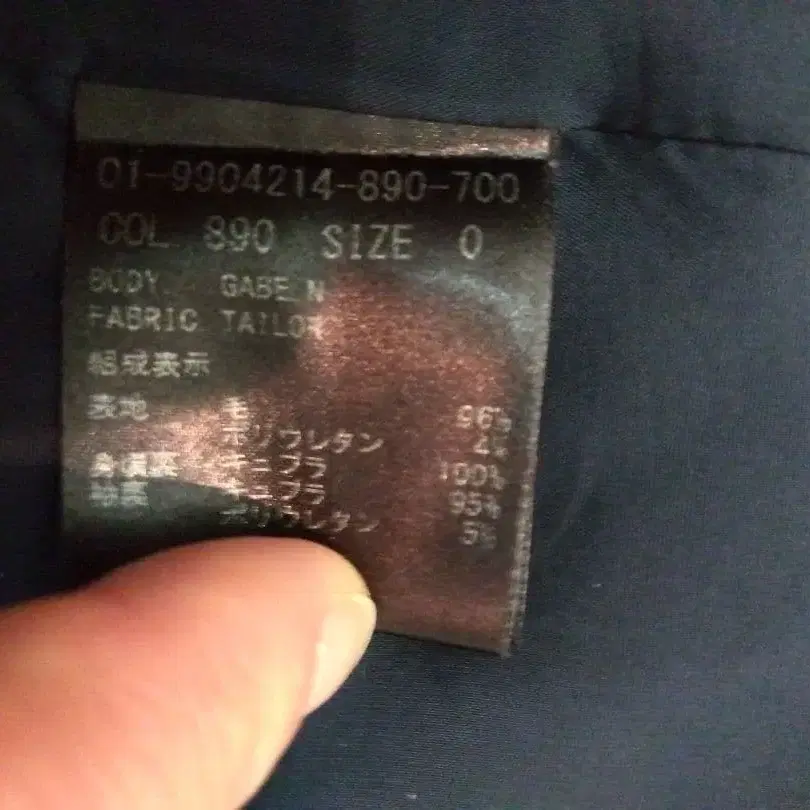 01-9904214-890-700
COL 890 SIZE 0
BODY GABE N
FABRIC TAILOR
組成表示
表地 毛 96%
ポリウレタン 4%
身頃裏 キュプラ 100%
袖裏 キュプラ 95%
ポリウレタン 5%